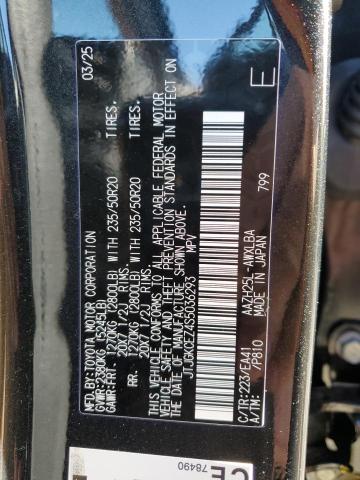 MFD.BY:TOYOTA MOTOR CORPORATION 03/25
GVWR:2380KG (5245LB)
GAWR:FRT. 1270KG (2800LB) WITH 235/50R20 TIRES.
20X7 1/2J RIMS.
RR. 1270KG (2800LB) WITH 235/50R20 TIRES.
20X7 1/2J RIMS.
THIS VEHICLE CONFORMS TO ALL APPLICABLE FEDERAL MOTOR
VEHICLE SAFETY AND THEFT PREVENTION STANDARDS IN EFFECT ON
THE DATE OF MANUFACTURE SHOWN ABOVE.
JTJGKCEZ4S5036293 MPV
E
C/TR:223/EA41 AAZH25L-AWXLBA
/TM: /P810 MADE IN JAPAN 799
CE
78490